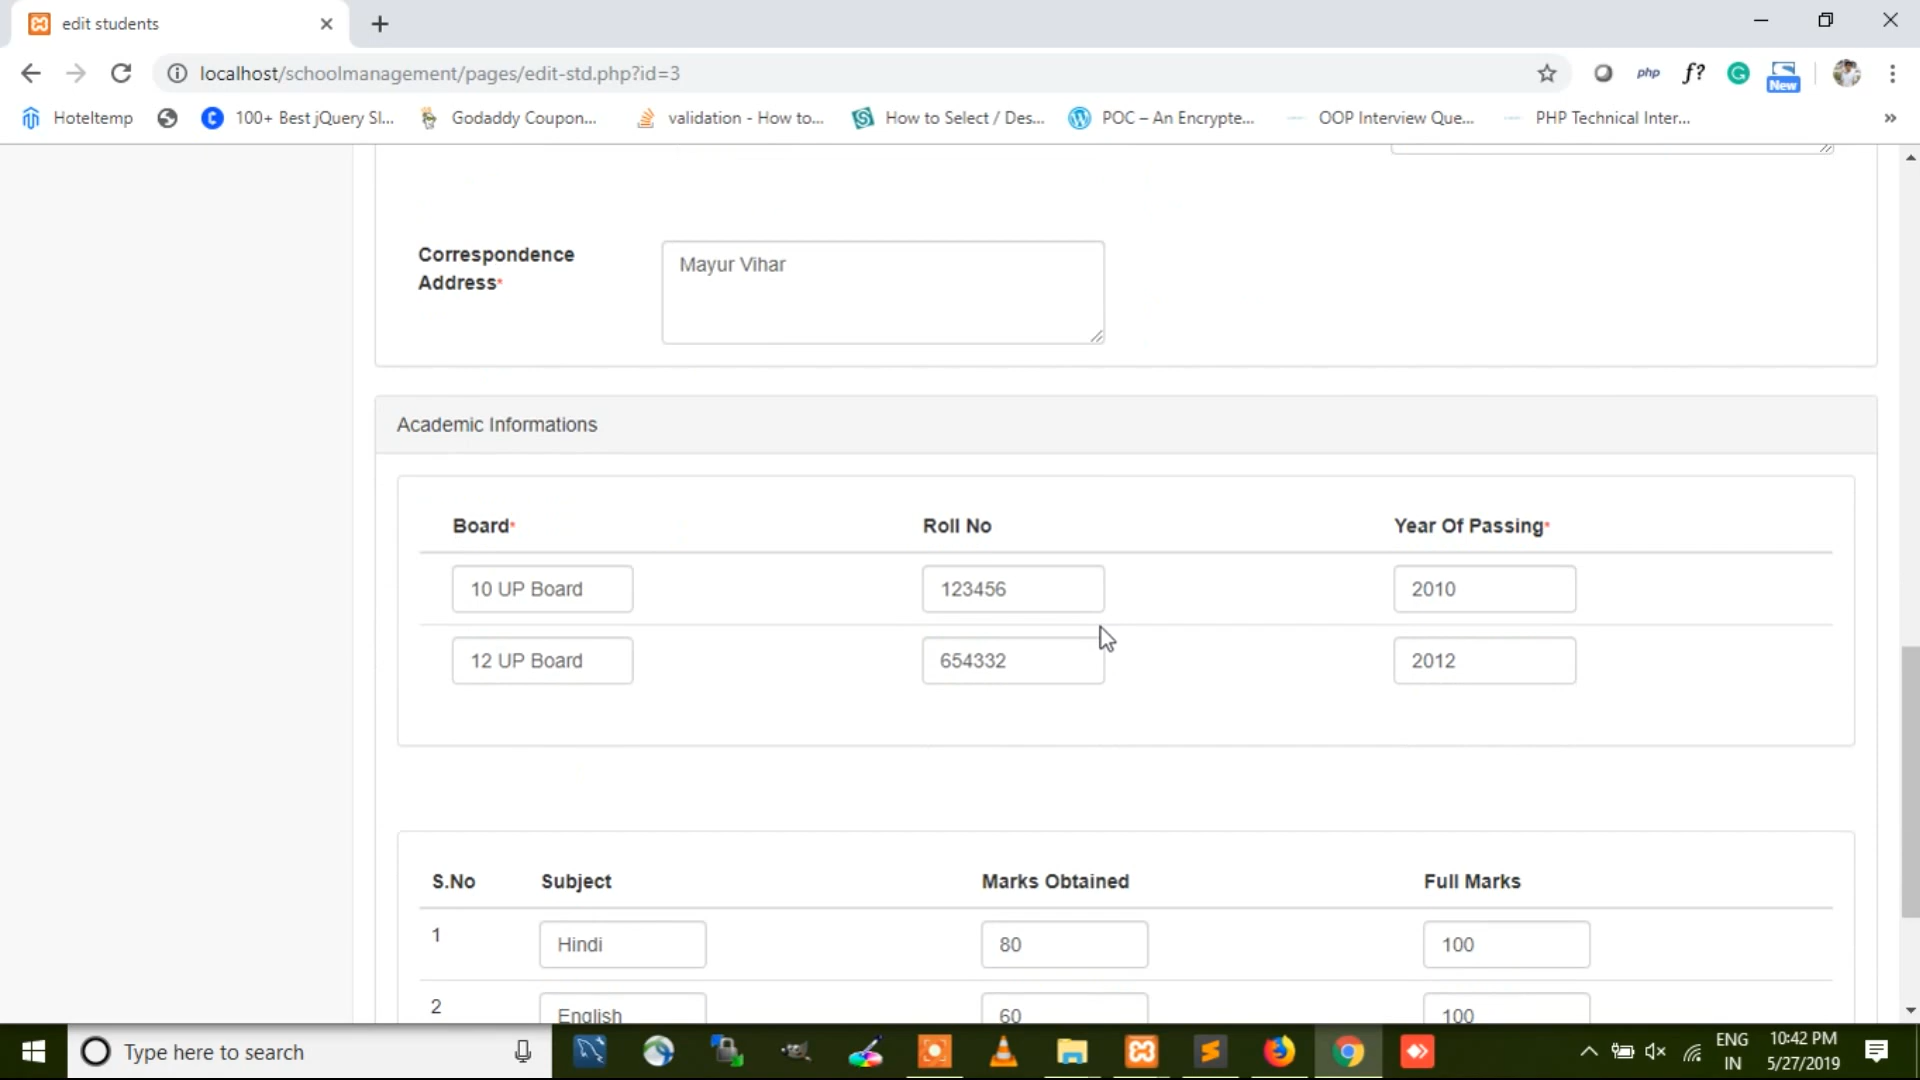 edit students
localhost/schoolmanagement/pages/edit-std.php?id=3
php f? G New
Hoteltemp C 100+ Best jQuery Sl... Godaddy Coupon... validation - How to... S How to Select / Des... POC – An Encrypte... OOP Interview Que... PHP Technical Inter... »
Correspondence
Address*
Mayur Vihar
Academic Informations
Board* Roll No Year Of Passing*
10 UP Board 123456 2010
12 UP Board 654332 2012
S.No Subject Marks Obtained Full Marks
1 Hindi 80 100
2 English 60 100
Type here to search
ENG
IN
10:42 PM
5/27/2019